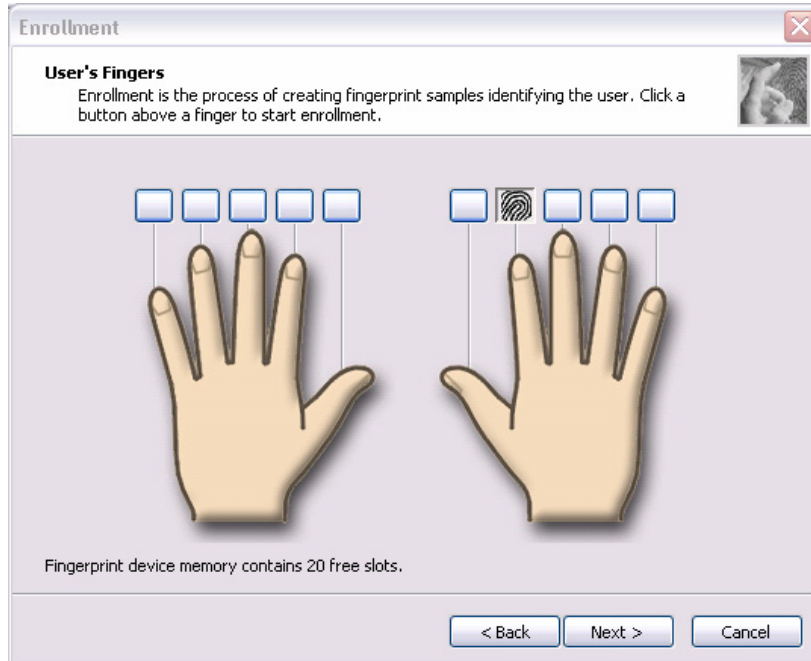 Enrollment
User's Fingers
Enrollment is the process of creating fingerprint samples identifying the user. Click a
button above a finger to start enrollment.
Fingerprint device memory contains 20 free slots.
< Back
Next >
Cancel